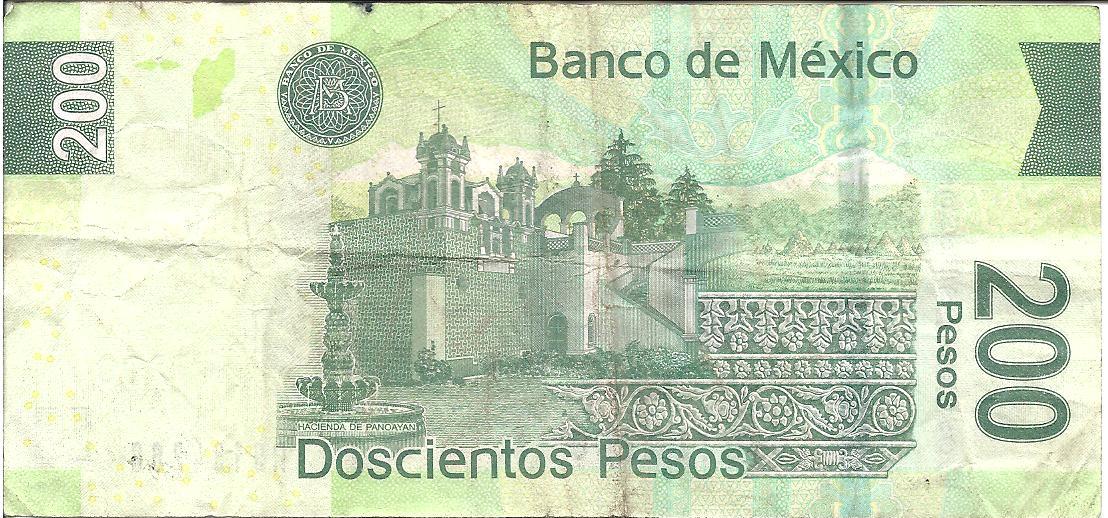 200
BANCO DE MEXICO
Banco de México
200
Pesos
HACIENDA DE PANOAYAN
Doscientos Pesos